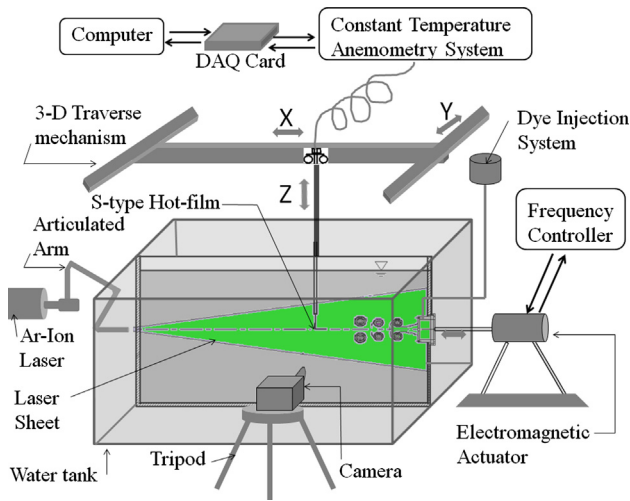 Computer
DAQ Card
Constant Temperature
Anemometry System
3-D Traverse
mechanism
X
Y
Z
Dye Injection
System
S-type Hot-film
Articulated
Arm
Frequency
Controller
Ar-Ion
Laser
Laser
Sheet
Water tank
Tripod
Camera
Electromagnetic
Actuator